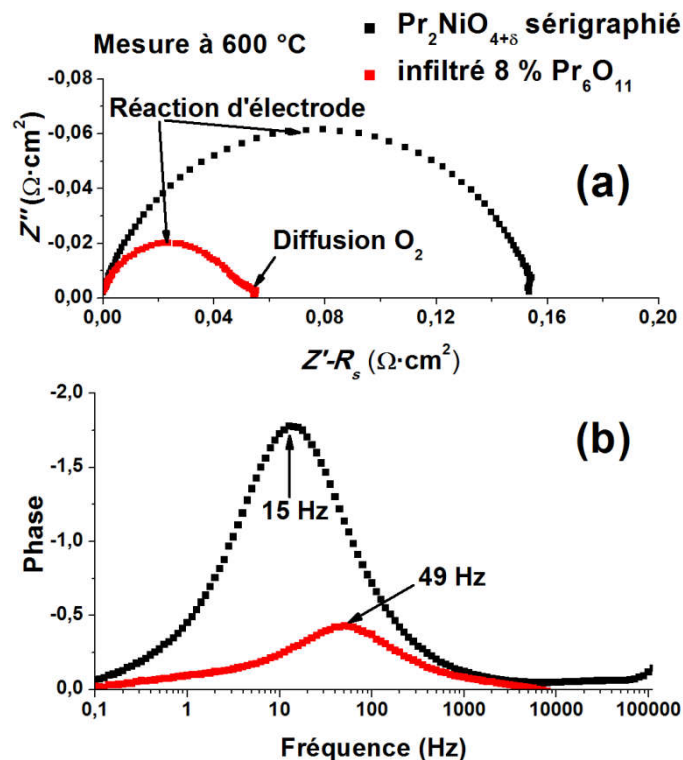 Mesure à 600 °C
■ Pr₂NiO₄₊δ sérigraphié
■ infiltré 8 % Pr₆O₁₁
-0,08
-0,06
-0,04
-0,02
0,00
Z'' (Ω·cm²)
Réaction d'électrode
(a)
Diffusion O₂
0,00 0,04 0,08 0,12 0,16 0,20
Z'-Rₛ (Ω·cm²)
-2,0
-1,5
-1,0
-0,5
0,0
Phase
(b)
15 Hz
49 Hz
0,1 1 10 100 1000 10000 100000
Fréquence (Hz)